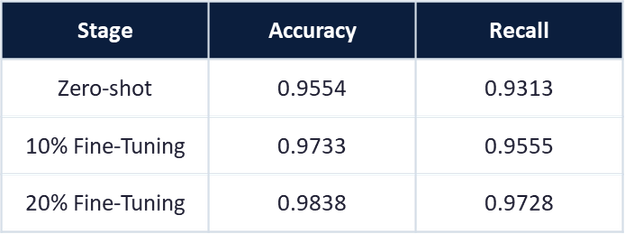 Stage Accuracy Recall
Zero-shot 0.9554 0.9313
10% Fine-Tuning 0.9733 0.9555
20% Fine-Tuning 0.9838 0.9728